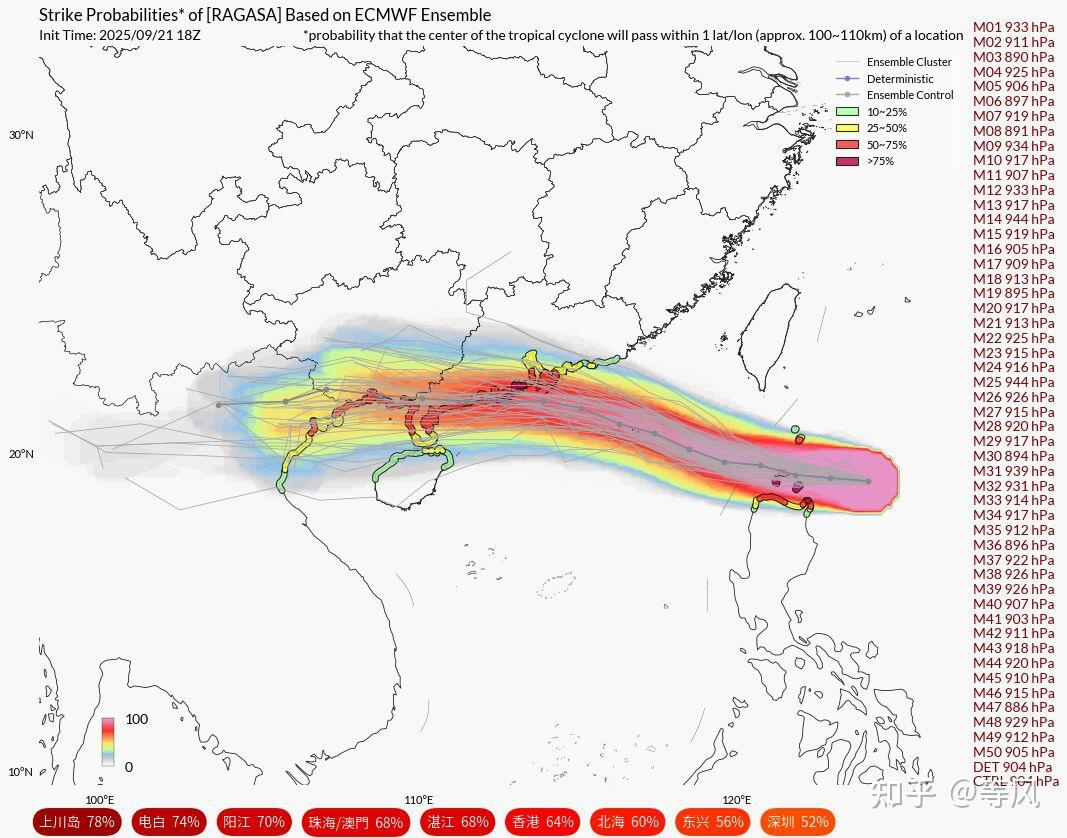 Strike Probabilities* of [RAGASA] Based on ECMWF Ensemble
Init Time: 2025/09/21 18Z
*probability that the center of the tropical cyclone will pass within 1 lat/lon (approx. 100~110km) of a location
Ensemble Cluster
Deterministic
Ensemble Control
10~25%
25~50%
50~75%
>75%
30°N
20°N
10°N
100
0
100°E
110°E
120°E
M01 933 hPa
M02 911 hPa
M03 890 hPa
M04 925 hPa
M05 906 hPa
M06 897 hPa
M07 919 hPa
M08 891 hPa
M09 934 hPa
M10 917 hPa
M11 907 hPa
M12 933 hPa
M13 917 hPa
M14 944 hPa
M15 919 hPa
M16 905 hPa
M17 909 hPa
M18 913 hPa
M19 895 hPa
M20 917 hPa
M21 913 hPa
M22 925 hPa
M23 915 hPa
M24 916 hPa
M25 944 hPa
M26 926 hPa
M27 915 hPa
M28 920 hPa
M29 917 hPa
M30 894 hPa
M31 939 hPa
M32 931 hPa
M33 914 hPa
M34 917 hPa
M35 912 hPa
M36 896 hPa
M37 922 hPa
M38 926 hPa
M39 926 hPa
M40 907 hPa
M41 903 hPa
M42 911 hPa
M43 918 hPa
M44 920 hPa
M45 910 hPa
M46 915 hPa
M47 886 hPa
M48 929 hPa
M49 912 hPa
M50 905 hPa
DET 904 hPa
CTRL 904 hPa
知乎 @等风
上川岛 78%
电白 74%
阳江 70%
珠海/澳門 68%
湛江 68%
香港 64%
北海 60%
东兴 56%
深圳 52%